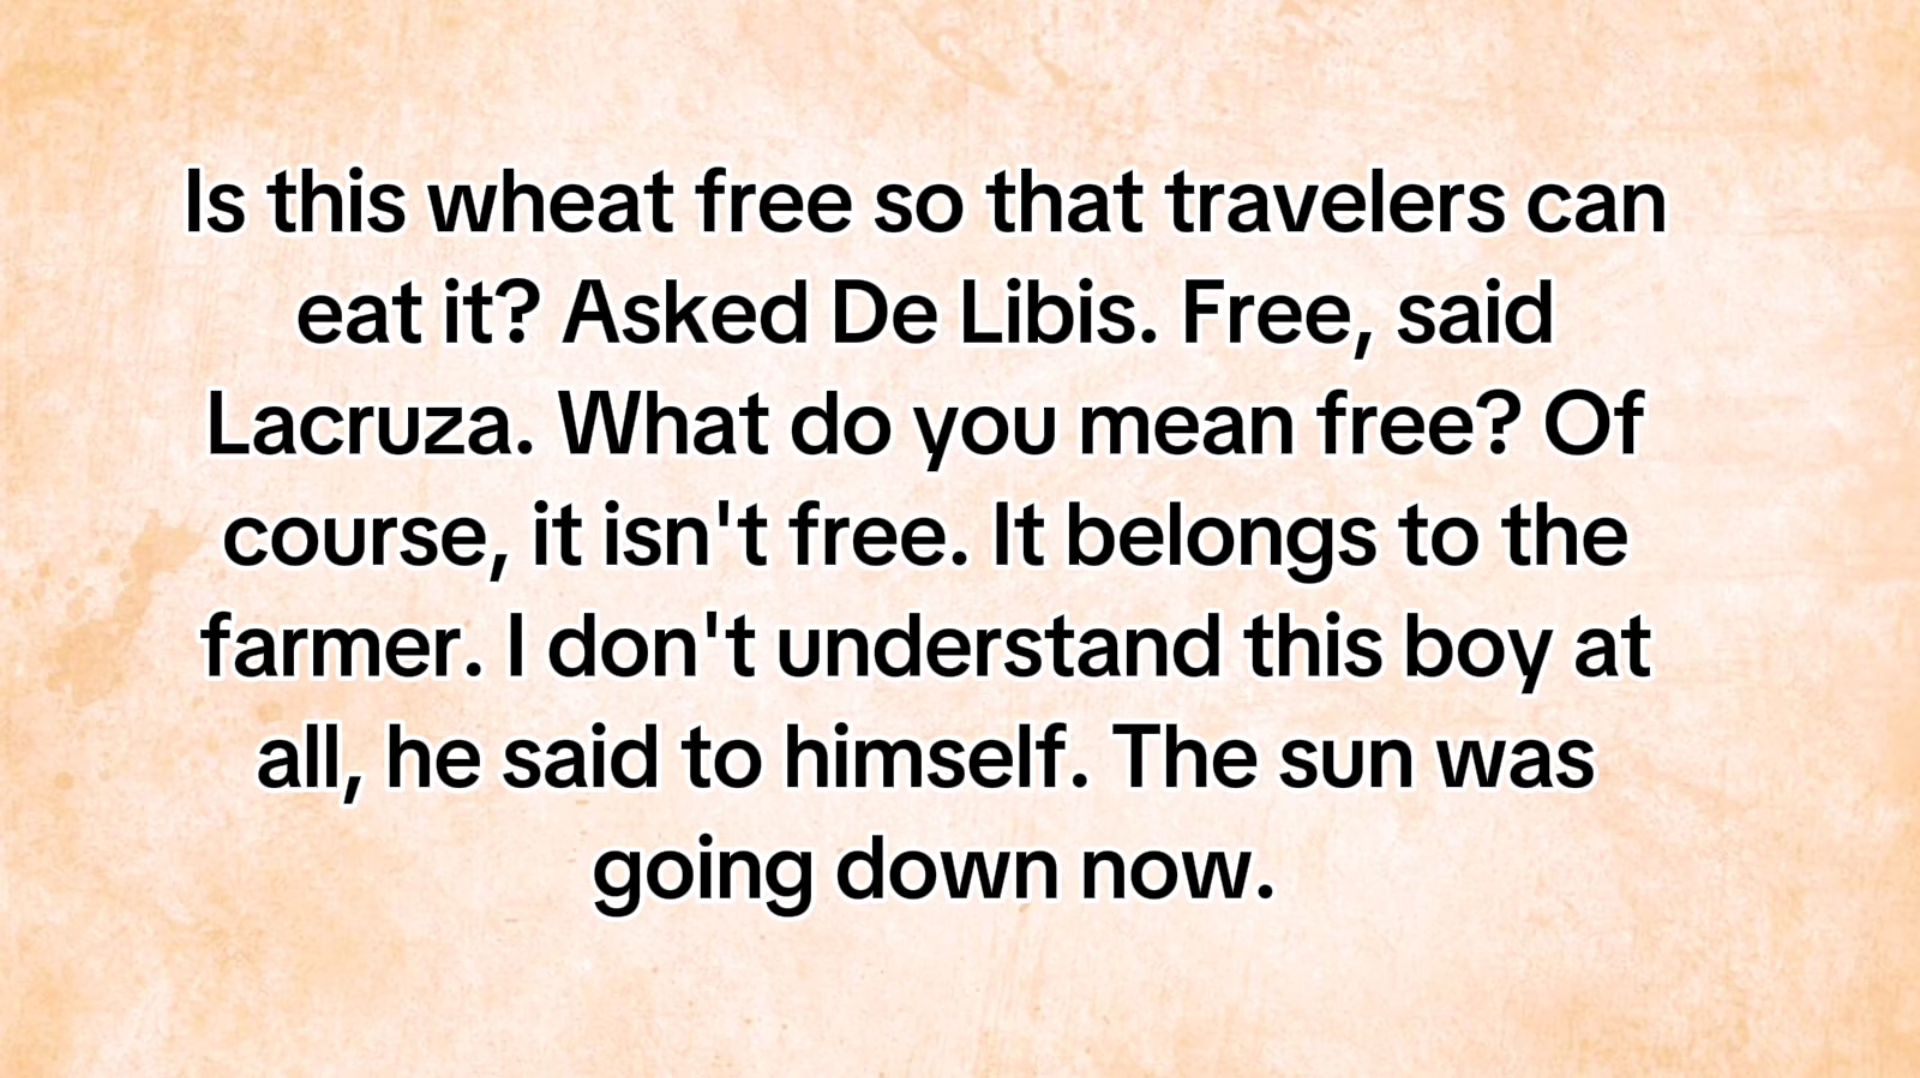 Is this wheat free so that travelers can
eat it? Asked De Libis. Free, said
Lacruza. What do you mean free? Of
course, it isn't free. It belongs to the
farmer. I don't understand this boy at
all, he said to himself. The sun was
going down now.